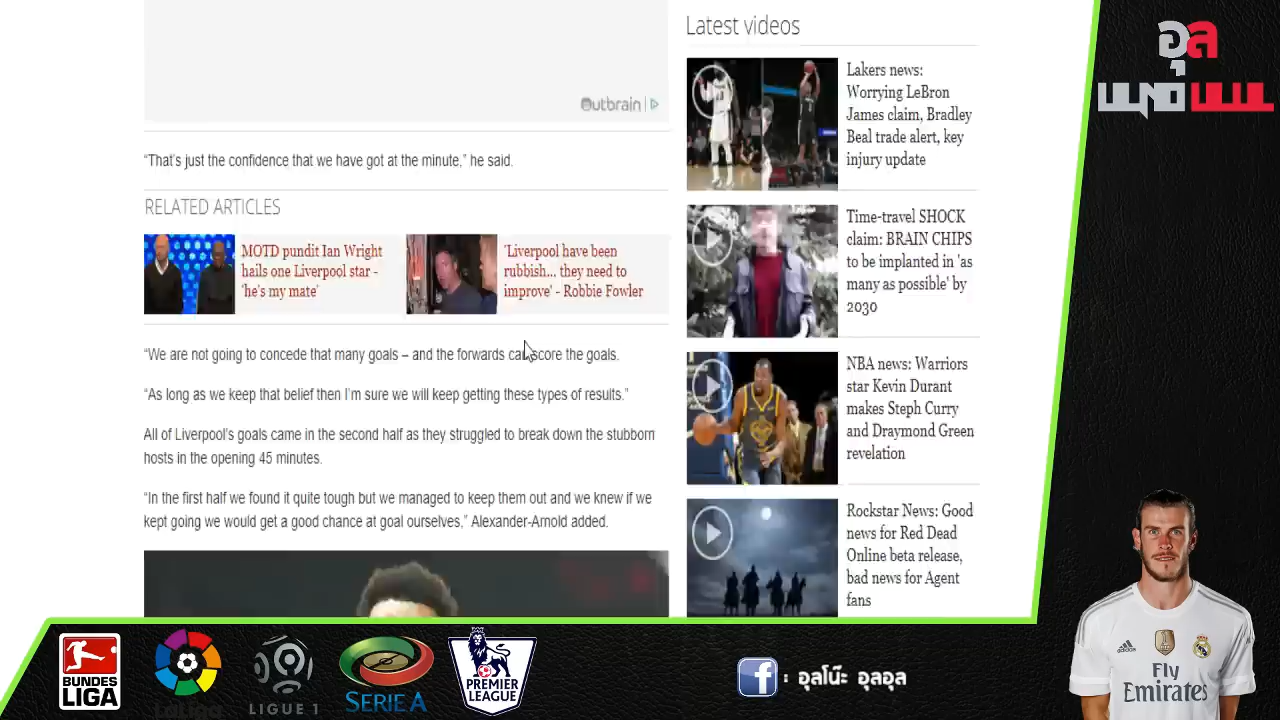 Outbrain
"That's just the confidence that we have got at the minute," he said.
RELATED ARTICLES
MOTD pundit Ian Wright
hails one Liverpool star -
'he's my mate'
'Liverpool have been
rubbish... they need to
improve' - Robbie Fowler
"We are not going to concede that many goals – and the forwards can score the goals.
"As long as we keep that belief then I'm sure we will keep getting these types of results."
All of Liverpool's goals came in the second half as they struggled to break down the stubborn
hosts in the opening 45 minutes.
"In the first half we found it quite tough but we managed to keep them out and we knew if we
kept going we would get a good chance at goal ourselves," Alexander-Arnold added.
Latest videos
Lakers news:
Worrying LeBron
James claim, Bradley
Beal trade alert, key
injury update
Time-travel SHOCK
claim: BRAIN CHIPS
to be implanted in 'as
many as possible' by
2030
NBA news: Warriors
star Kevin Durant
makes Steph Curry
and Draymond Green
revelation
Rockstar News: Good
news for Red Dead
Online beta release,
bad news for Agent
fans
อุล
BUNDES
LIGA
LaLiga
LIGUE 1
SERIE A
PREMIER
LEAGUE
f : อุลโน๊ะ อุลอุล
adidas
Fly
Emirates